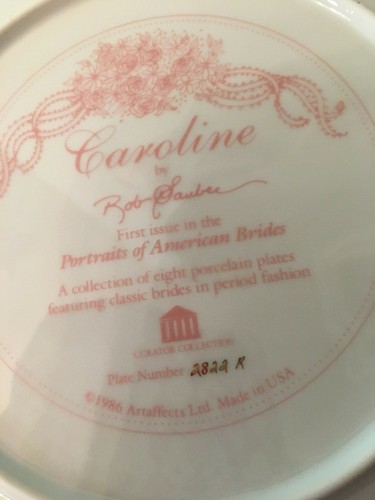 Caroline
by
Rob Sauber
First issue in the
Portraits of American Brides
A collection of eight porcelain plates
featuring classic brides in period fashion
CURATOR COLLECTION
Plate Number 2822 R
©1986 Artaffects Ltd. Made in USA